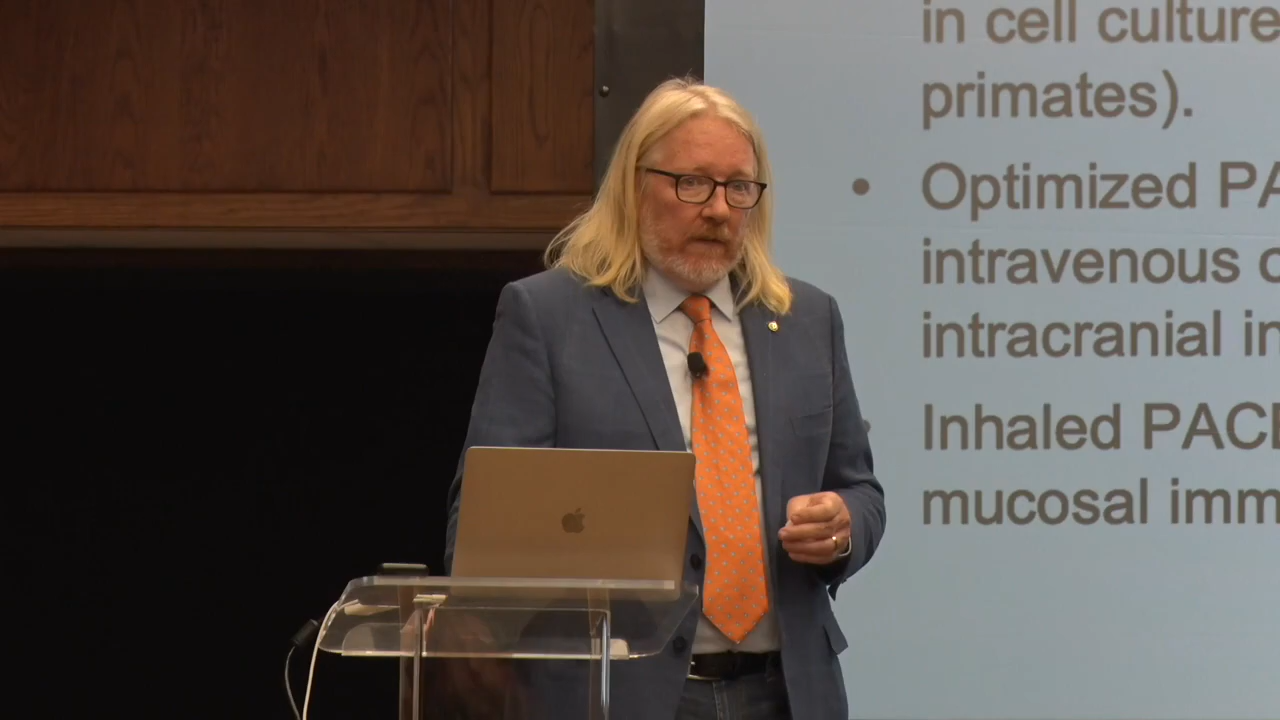 in cell culture
primates).
• Optimized PA
intravenous
intracranial in
Inhaled PAC
mucosal imm